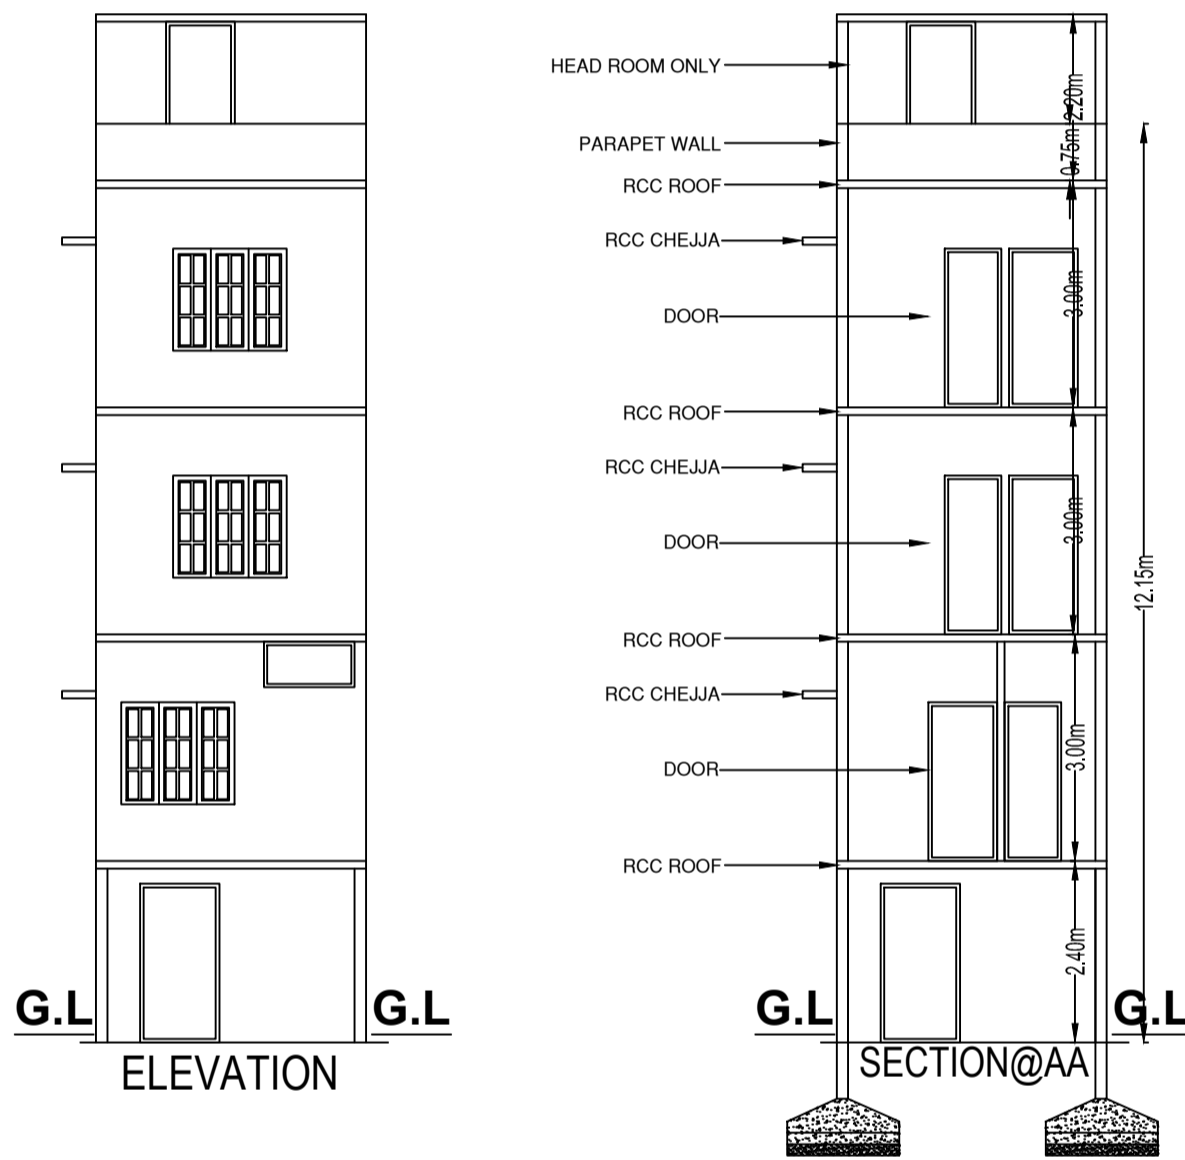 HEAD ROOM ONLY
2.20m
PARAPET WALL
0.75m
RCC ROOF
RCC CHEJJA
3.00m
DOOR
RCC ROOF
RCC CHEJJA
3.00m
DOOR
12.15m
RCC ROOF
RCC CHEJJA
3.00m
DOOR
RCC ROOF
2.40m
G.L G.L G.L G.L
ELEVATION SECTION@AA